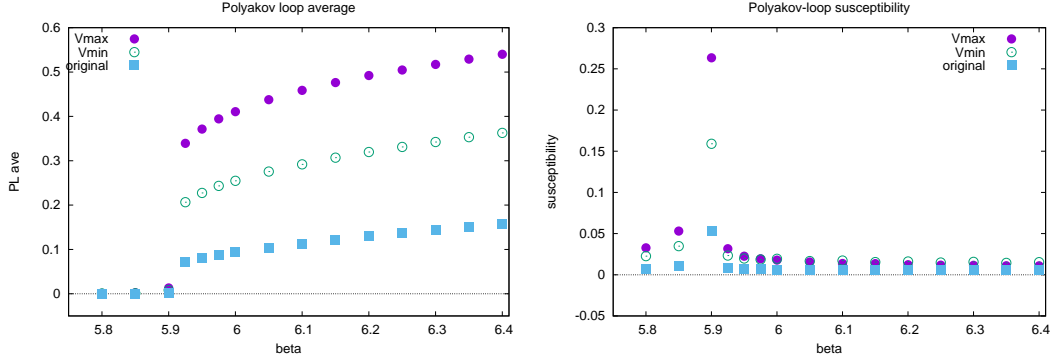 Polyakov loop average
PL ave
0.6
0.5
0.4
0.3
0.2
0.1
0
Vmax
Vmin
original
5.8 5.9 6 6.1 6.2 6.3 6.4
beta
Polyakov-loop susceptibility
susceptibility
0.3
0.25
0.2
0.15
0.1
0.05
0
-0.05
Vmax
Vmin
original
5.8 5.9 6 6.1 6.2 6.3 6.4
beta